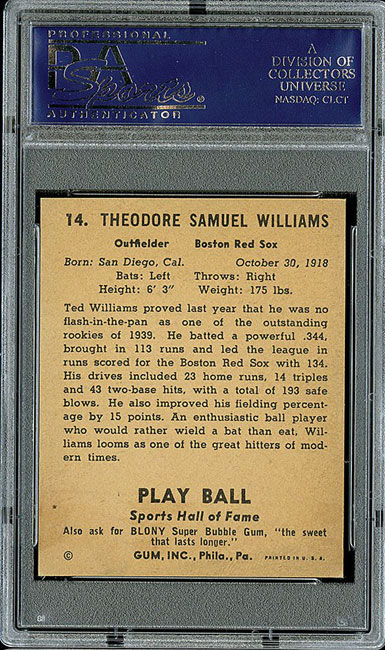 PROFESSIONAL
PSA
Sports®
AUTHENTICATOR
A
DIVISION OF
COLLECTORS
UNIVERSE
NASDAQ: CLCT
14. THEODORE SAMUEL WILLIAMS
Outfielder Boston Red Sox
Born: San Diego, Cal. October 30, 1918
Bats: Left Throws: Right
Height: 6' 3" Weight: 175 lbs.
Ted Williams proved last year that he was no
flash-in-the-pan as one of the outstanding
rookies of 1939. He batted a powerful .344,
brought in 113 runs and led the league in
runs scored for the Boston Red Sox with 134.
His drives included 23 home runs, 14 triples
and 43 two-base hits, with a total of 193 safe
blows. He also improved his fielding percent-
age by 15 points. An enthusiastic ball player
who would rather wield a bat than eat, Wil-
liams looms as one of the great hitters of mod-
ern times.
PLAY BALL
Sports Hall of Fame
Also ask for BLONY Super Bubble Gum, "the sweet
that lasts longer."
© GUM, INC., Phila., Pa. PRINTED IN U. S. A.